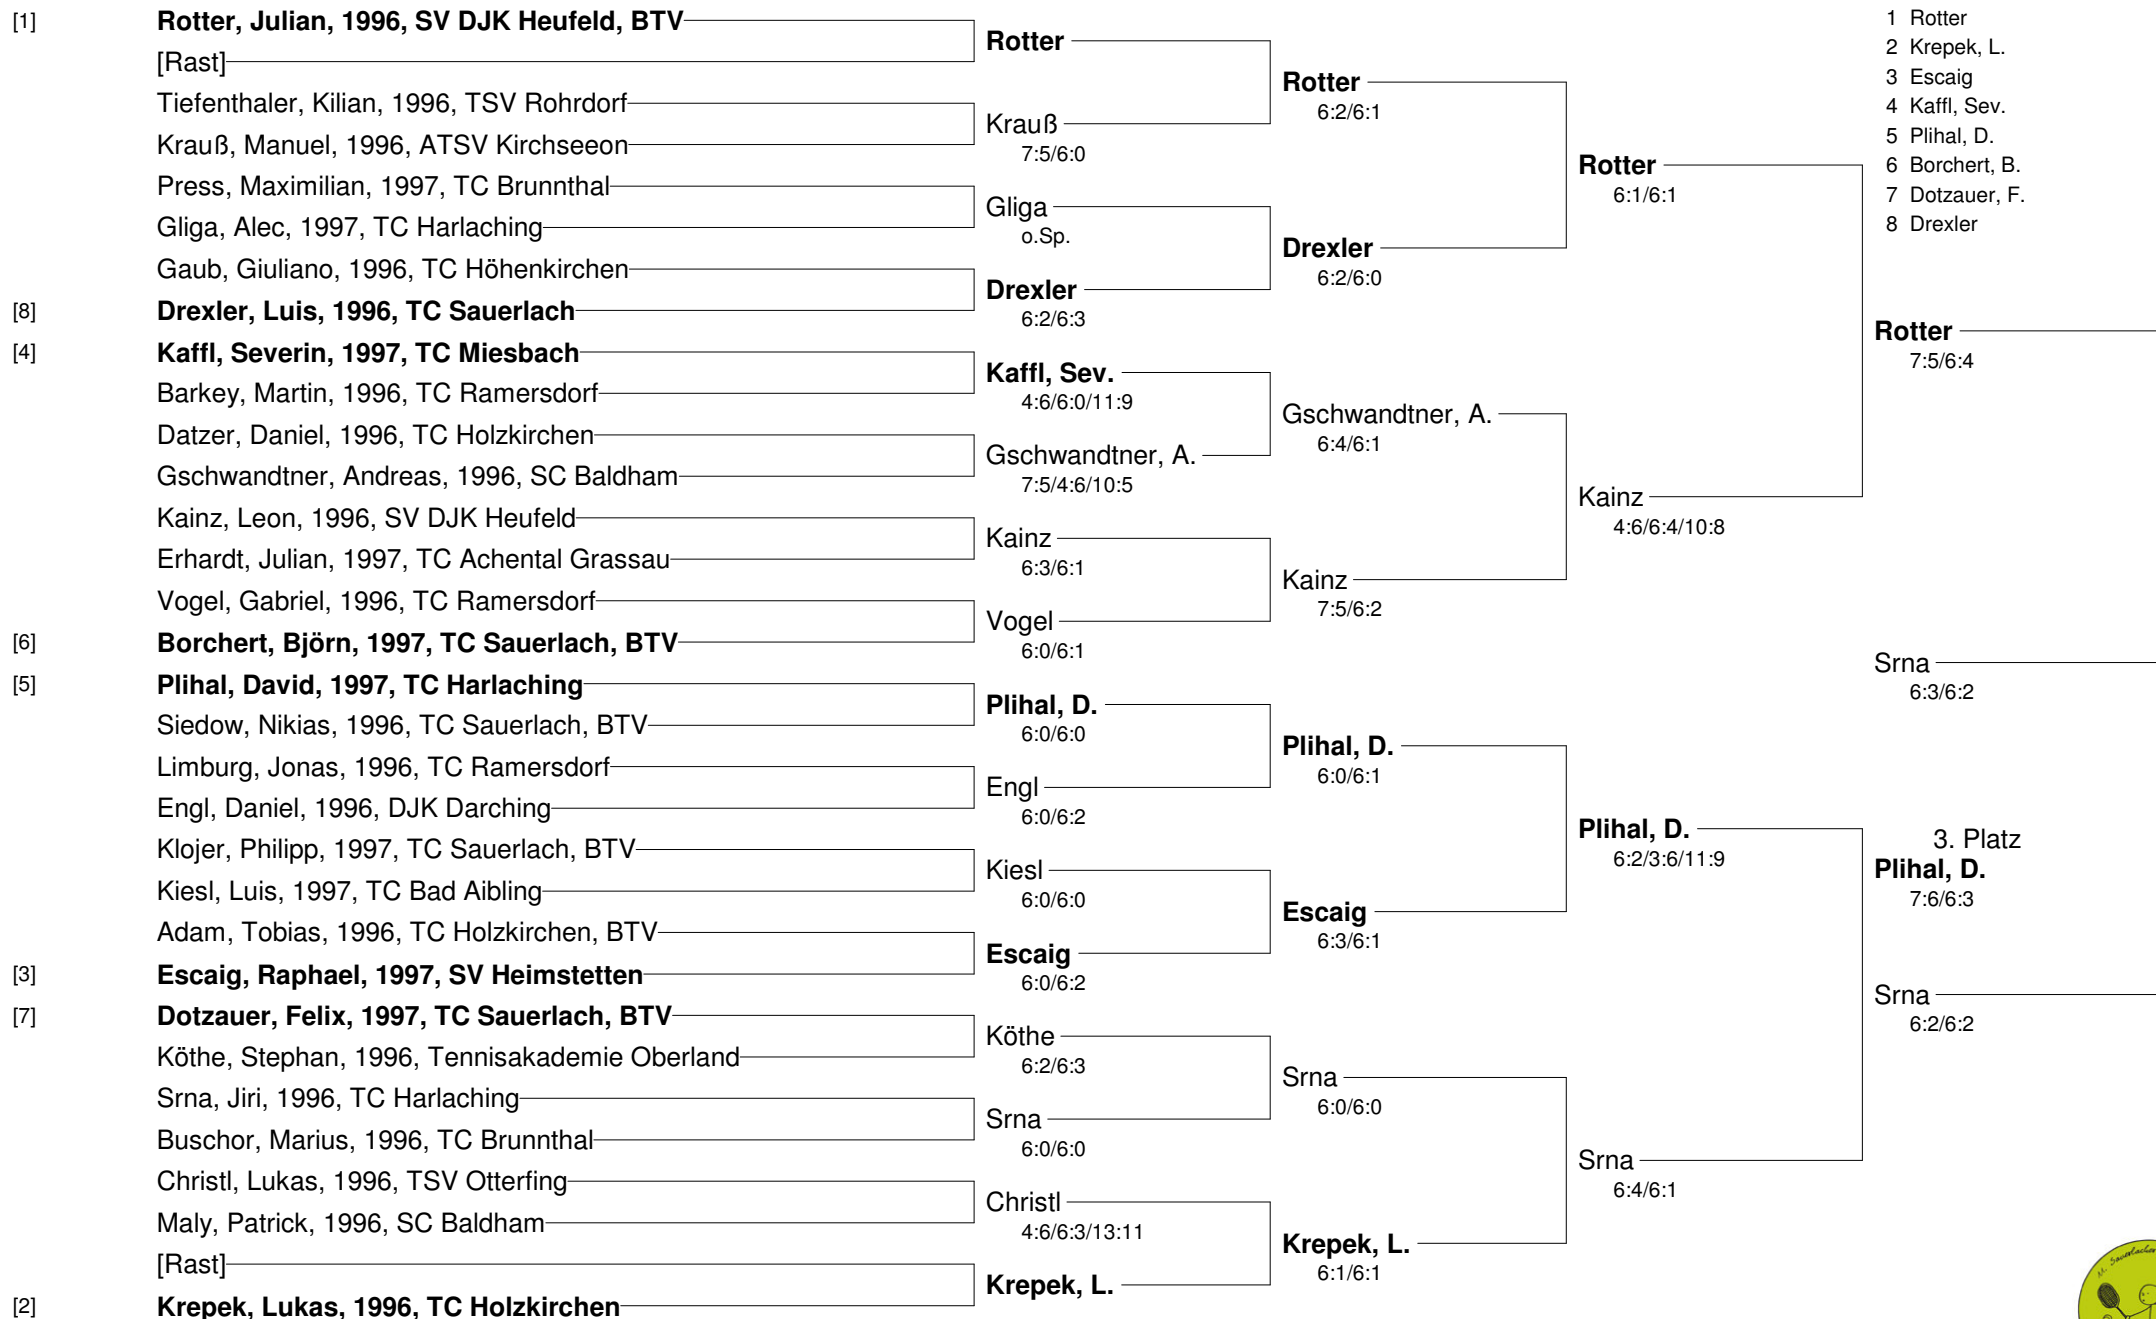 [1] Rotter, Julian, 1996, SV DJK Heufeld, BTV
[Rast]
Tiefenthaler, Kilian, 1996, TSV Rohrdorf
Krauß, Manuel, 1996, ATSV Kirchseeon
Press, Maximilian, 1997, TC Brunnthal
Gliga, Alec, 1997, TC Harlaching
Gaub, Giuliano, 1996, TC Höhenkirchen
[8] Drexler, Luis, 1996, TC Sauerlach
[4] Kaffl, Severin, 1997, TC Miesbach
Barkey, Martin, 1996, TC Ramersdorf
Datzer, Daniel, 1996, TC Holzkirchen
Gschwandtner, Andreas, 1996, SC Baldham
Kainz, Leon, 1996, SV DJK Heufeld
Erhardt, Julian, 1997, TC Achental Grassau
Vogel, Gabriel, 1996, TC Ramersdorf
[6] Borchert, Björn, 1997, TC Sauerlach, BTV
[5] Plihal, David, 1997, TC Harlaching
Siedow, Nikias, 1996, TC Sauerlach, BTV
Limburg, Jonas, 1996, TC Ramersdorf
Engl, Daniel, 1996, DJK Darching
Klojer, Philipp, 1997, TC Sauerlach, BTV
Kiesl, Luis, 1997, TC Bad Aibling
Adam, Tobias, 1996, TC Holzkirchen, BTV
[3] Escaig, Raphael, 1997, SV Heimstetten
[7] Dotzauer, Felix, 1997, TC Sauerlach, BTV
Köthe, Stephan, 1996, Tennisakademie Oberland
Srna, Jiri, 1996, TC Harlaching
Buschor, Marius, 1996, TC Brunnthal
Christl, Lukas, 1996, TSV Otterfing
Maly, Patrick, 1996, SC Baldham
[Rast]
[2] Krepek, Lukas, 1996, TC Holzkirchen
Rotter
Krauß
7:5/6:0
Gliga
o.Sp.
Drexler
6:2/6:3
Kaffl, Sev.
4:6/6:0/11:9
Gschwandtner, A.
7:5/4:6/10:5
Kainz
6:3/6:1
Vogel
6:0/6:1
Plihal, D.
6:0/6:0
Engl
6:0/6:2
Kiesl
6:0/6:0
Escaig
6:0/6:2
Köthe
6:2/6:3
Srna
6:0/6:0
Christl
4:6/6:3/13:11
Krepek, L.
Rotter
6:2/6:1
Drexler
6:2/6:0
Gschwandtner, A.
6:4/6:1
Kainz
7:5/6:2
Plihal, D.
6:0/6:1
Escaig
6:3/6:1
Srna
6:0/6:0
Krepek, L.
6:1/6:1
Rotter
6:1/6:1
Kainz
4:6/6:4/10:8
Plihal, D.
6:2/3:6/11:9
Srna
6:4/6:1
1 Rotter
2 Krepek, L.
3 Escaig
4 Kaffl, Sev.
5 Plihal, D.
6 Borchert, B.
7 Dotzauer, F.
8 Drexler
Rotter
7:5/6:4
Srna
6:3/6:2
3. Platz
Plihal, D.
7:6/6:3
Srna
6:2/6:2